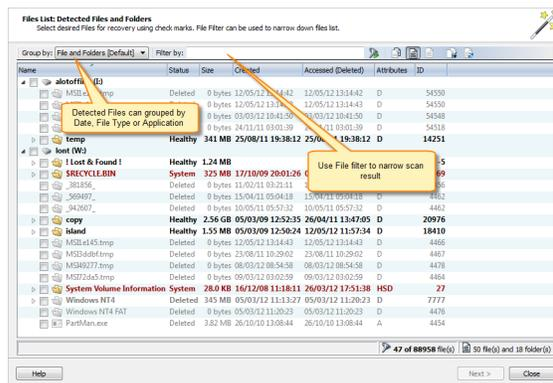 Files List: Detected Files and Folders
Select desired Files for recovery using check marks. File Filter can be used to narrow down files list.
Group by: File and Folders [Default] Filter by:
Name Status Size Created Accessed (Deleted) Attributes ID
alotoffiles (I:)
Deleted 0 bytes 12/05/12 13:14:42 12/05/12 13:14:42 D 54550
Deleted 0 bytes 12/05/12 12/05/12 13:14:43 D 54550
Deleted 0 bytes 03/03/12 10:41:50 03/03/12 10:41:50 D 54548
Deleted 0 bytes 24/11/11 03:01:39 24/11/11 03:01:39 D 54518
Detected Files can grouped by Date, File Type or Application
temp Healthy 341 MB 25/08/11 19:38:12 19:38:12 D 14251
lont (W:)
! Lost & Found ! Healthy 1.24 MB -5
$RECYCLE.BIN System 325 MB 17/10/09 20:01:26
Use File filter to narrow scan result
_381856_ Deleted 0 bytes 11/02/11 03:21:11
_569497_ Deleted 0 bytes 15/04/11 05:04:18 15/04/11 05:04:18 D 4462
_942607_ Deleted 0 bytes 10/05/11 05:57:32 10/05/11 05:57:32 D 4462
copy Healthy 2.56 GB 05/03/09 12:52:35 26/04/11 13:47:05 D 20976
island Healthy 1.55 MB 05/03/09 12:50:24 12/05/12 11:57:34 D 18410
MSI1e145.tmp Deleted 0 bytes 12/05/12 13:14:43 12/05/12 13:14:43 D 4466
MSI3ddbf.tmp Deleted 0 bytes 23/08/11 10:29:02 23/08/11 10:29:02 D 4467
MSI49277.tmp Deleted 0 bytes 08/03/12 08:54:58 08/03/12 08:54:58 D 4478
MSI72da5.tmp Deleted 0 bytes 09/03/12 03:02:59 09/03/12 03:02:59 D 4464
System Volume Information System 28.0 KB 16/12/08 11:18:11 26/03/12 17:51:38 HSD 27
Windows NT4 Deleted 345 MB 05/03/12 11:13:27 05/03/12 11:20:23 D 7777
Windows NT4 FAT Deleted 0 bytes 05/03/12 11:20:23 05/03/12 11:20:23 D 4476
PartMan.exe Deleted 3.82 MB 26/10/10 13:08:44 26/10/10 13:08:44 A 4454
47 of 88958 file(s) 50 file(s) and 18 folder(s)
Help Next > Close